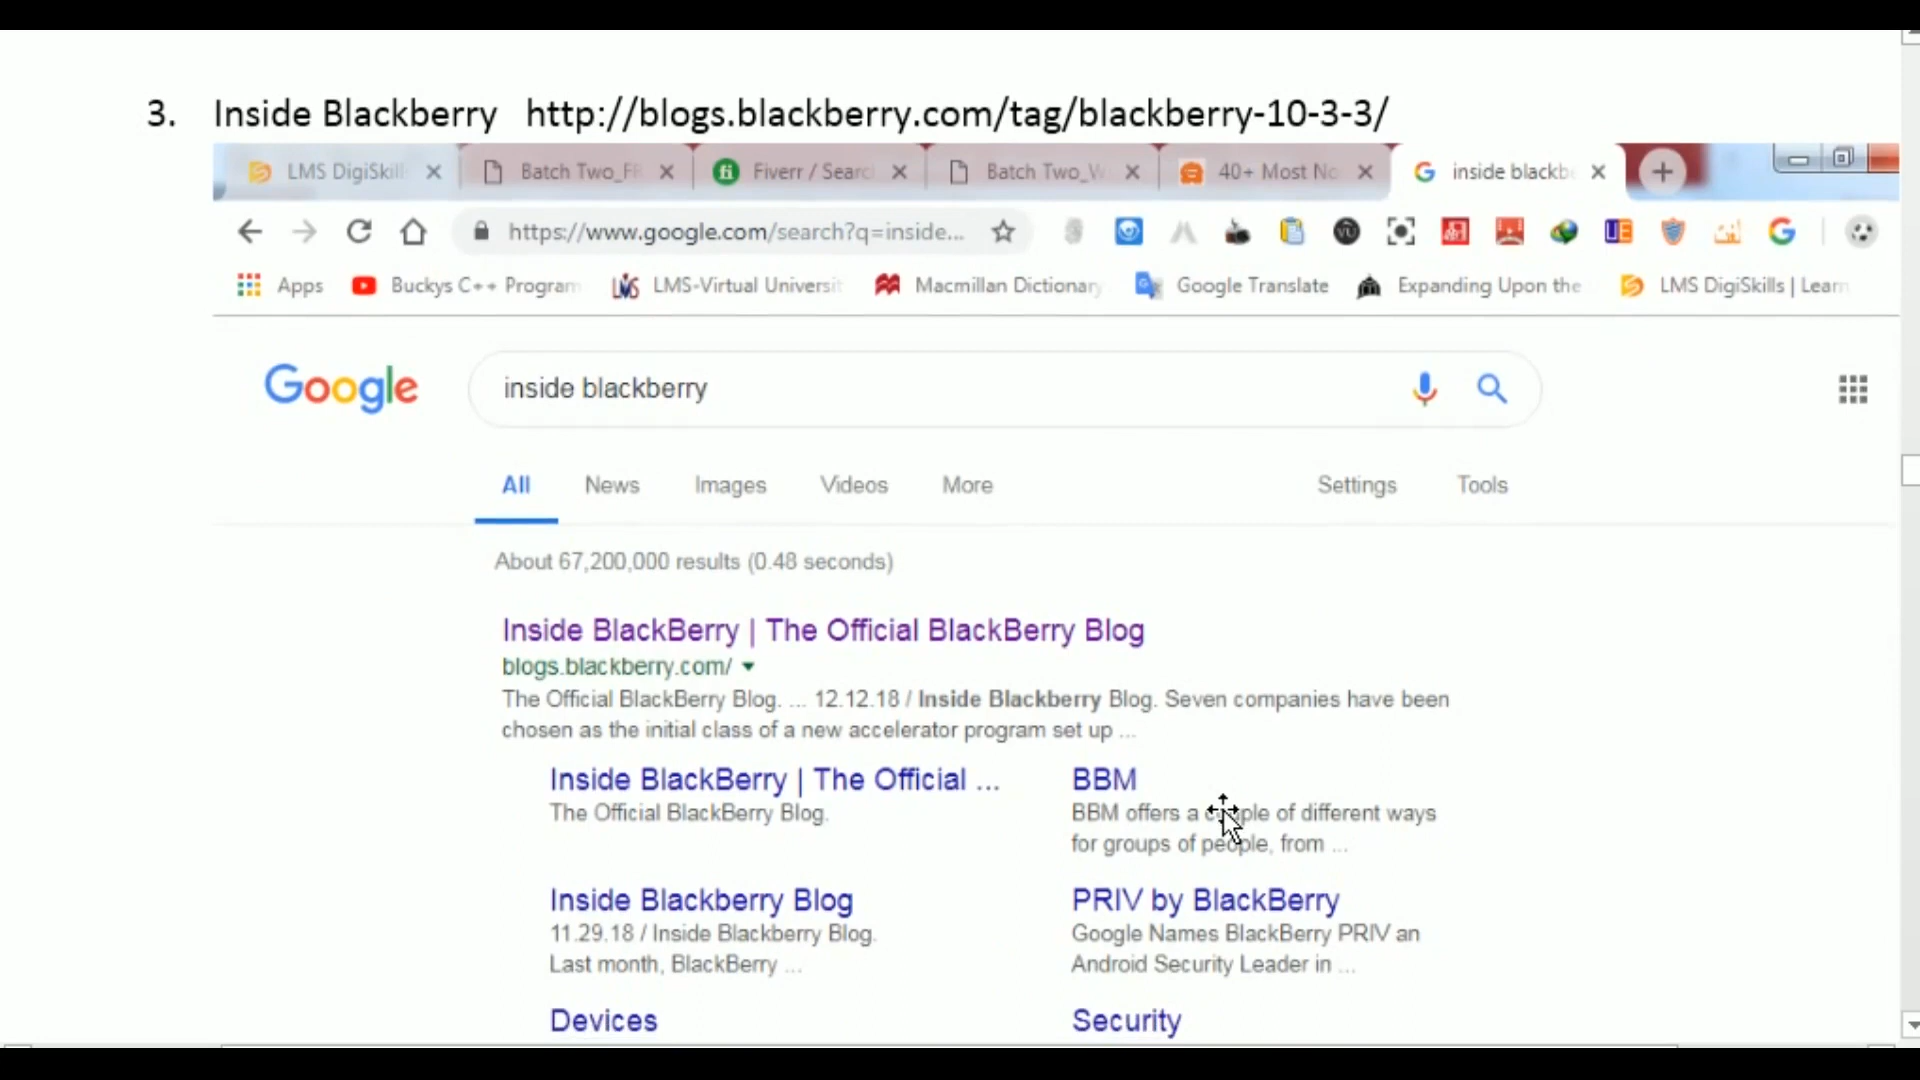 3. Inside Blackberry http://blogs.blackberry.com/tag/blackberry-10-3-3/
LMS DigiSkill Batch Two_F Fiverr / Searc Batch Two_W 40+ Most No inside blackb
https://www.google.com/search?q=inside...
Apps Buckys C++ Program LMS-Virtual Universit Macmillan Dictionary Google Translate Expanding Upon the LMS DigiSkills | Learn
Google inside blackberry
All News Images Videos More Settings Tools
About 67,200,000 results (0.48 seconds)
Inside BlackBerry | The Official BlackBerry Blog
blogs.blackberry.com/
The Official BlackBerry Blog. ... 12.12.18 / Inside Blackberry Blog. Seven companies have been
chosen as the initial class of a new accelerator program set up ...
Inside BlackBerry | The Official ...
The Official BlackBerry Blog.
BBM
BBM offers a couple of different ways
for groups of people, from ...
Inside Blackberry Blog
11.29.18 / Inside Blackberry Blog.
Last month, BlackBerry ...
PRIV by BlackBerry
Google Names BlackBerry PRIV an
Android Security Leader in ...
Devices
Security